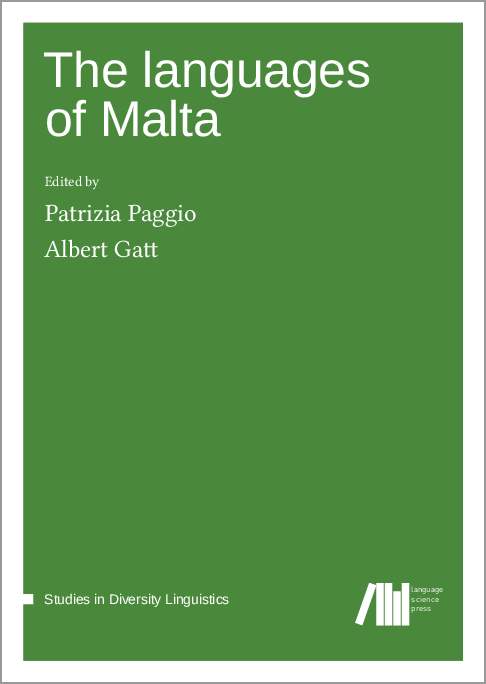 The languages
of Malta
Edited by
Patrizia Paggio
Albert Gatt
Studies in Diversity Linguistics
language
science
press